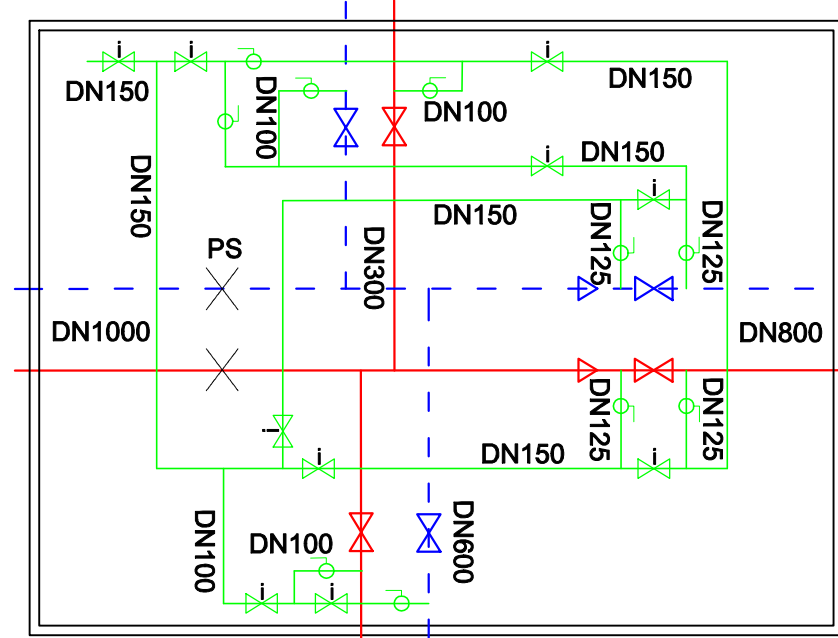 i
i
i
DN150
DN150
DN100
DN100
DN150
i
DN150
i
DN150
DN125
DN125
PS
DN300
DN1000
DN800
DN125
DN125
i
DN150
i
i
DN100
DN100
DN600
i
i